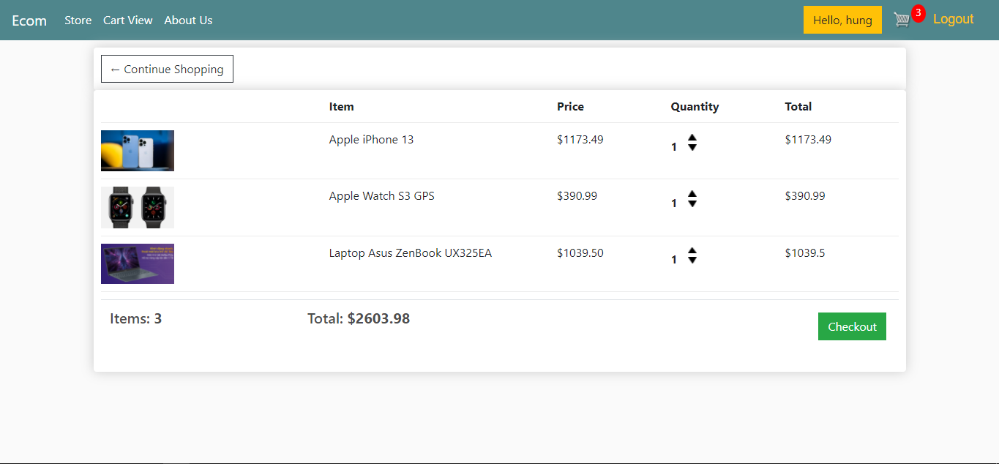 Ecom Store Cart View About Us Hello, hung 3 Logout
← Continue Shopping
Item Price Quantity Total
Apple iPhone 13 $1173.49 1 $1173.49
Apple Watch S3 GPS $390.99 1 $390.99
Laptop Asus ZenBook UX325EA $1039.50 1 $1039.5
Items: 3 Total: $2603.98 Checkout